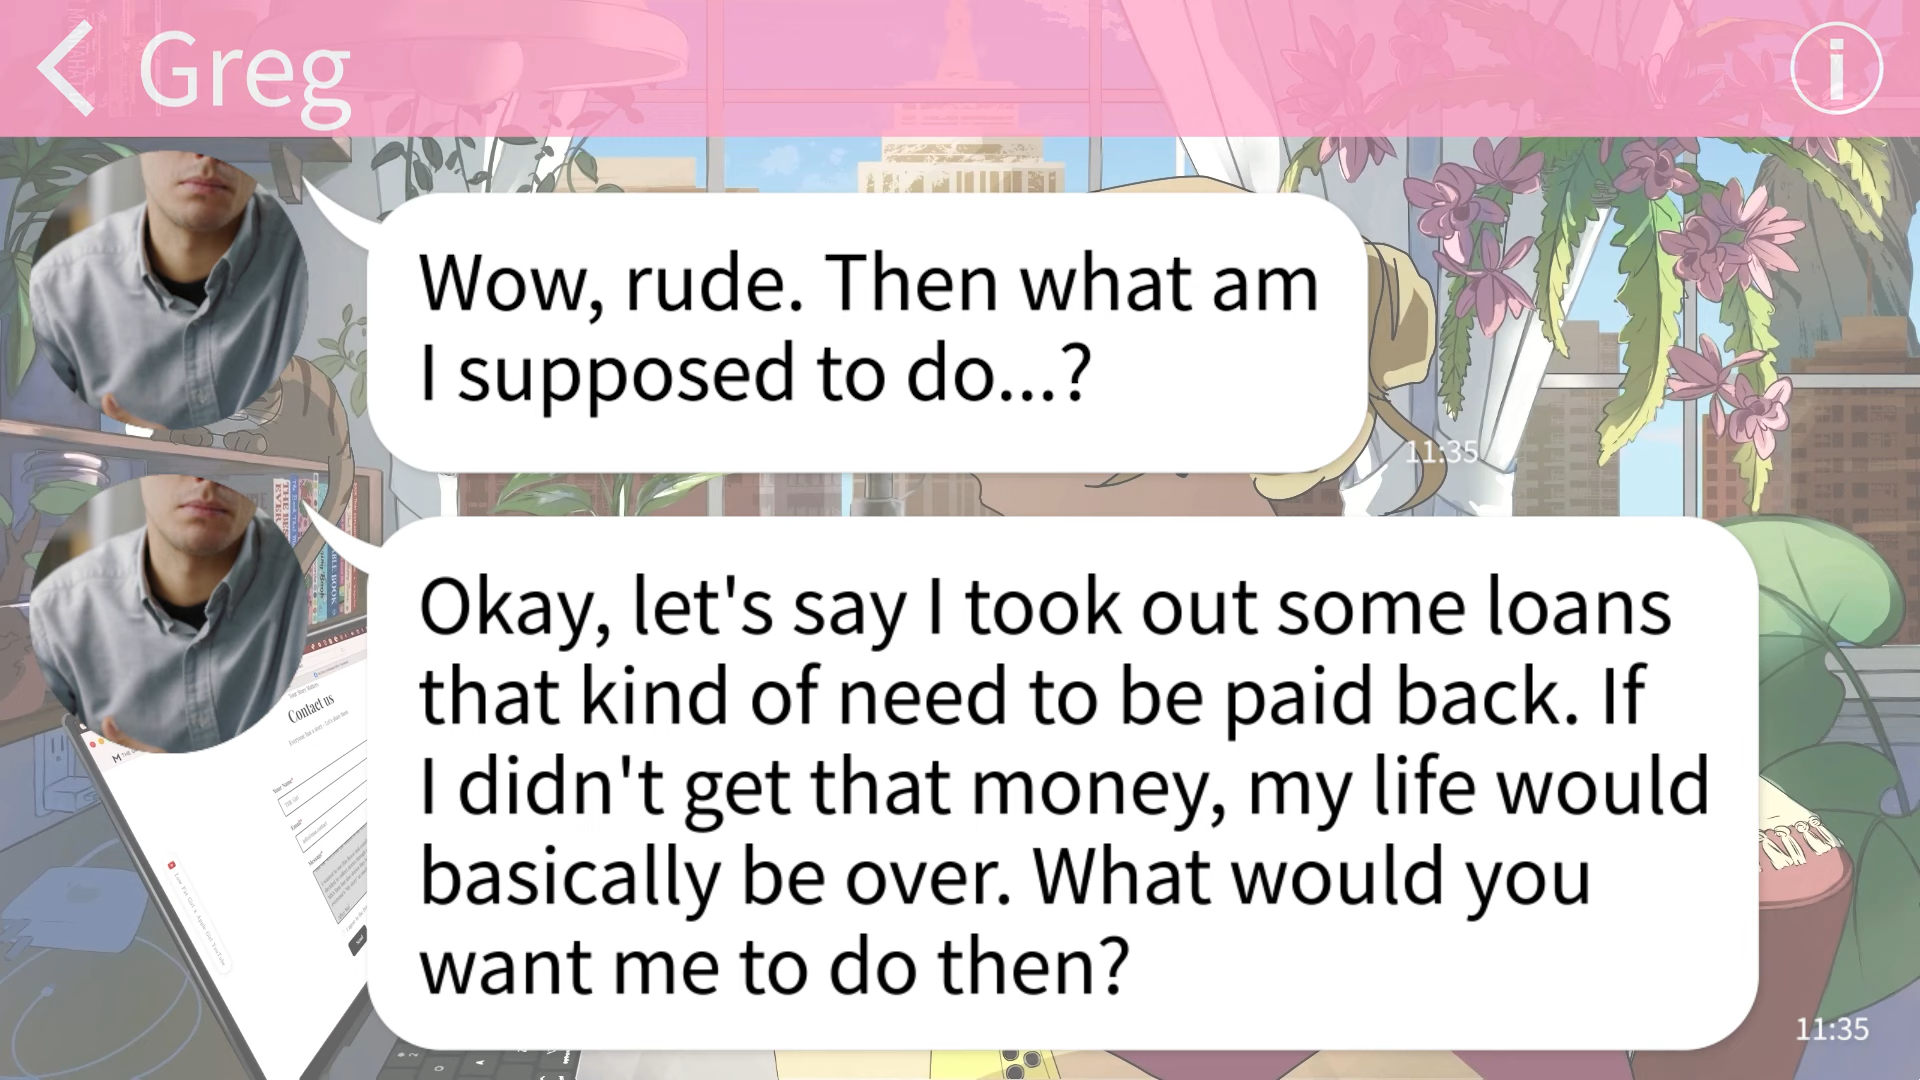 Greg
i
Wow, rude. Then what am
I supposed to do...?
11:35
Okay, let's say I took out some loans
that kind of need to be paid back. If
I didn't get that money, my life would
basically be over. What would you
want me to do then?
11:35
Contact us